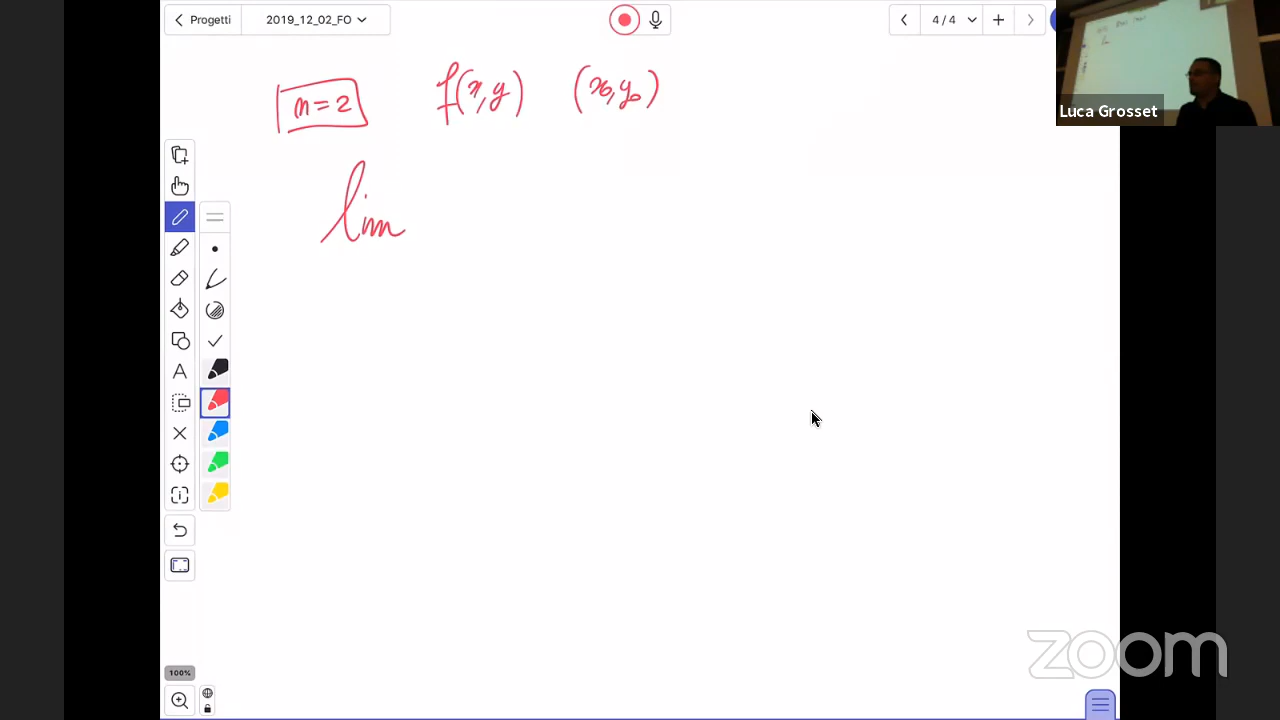 Progetti 2019_12_02_FO 4/4
Luca Grosset
n=2 f(x,y) (x₀,y₀)
lim
A
100%
zoom